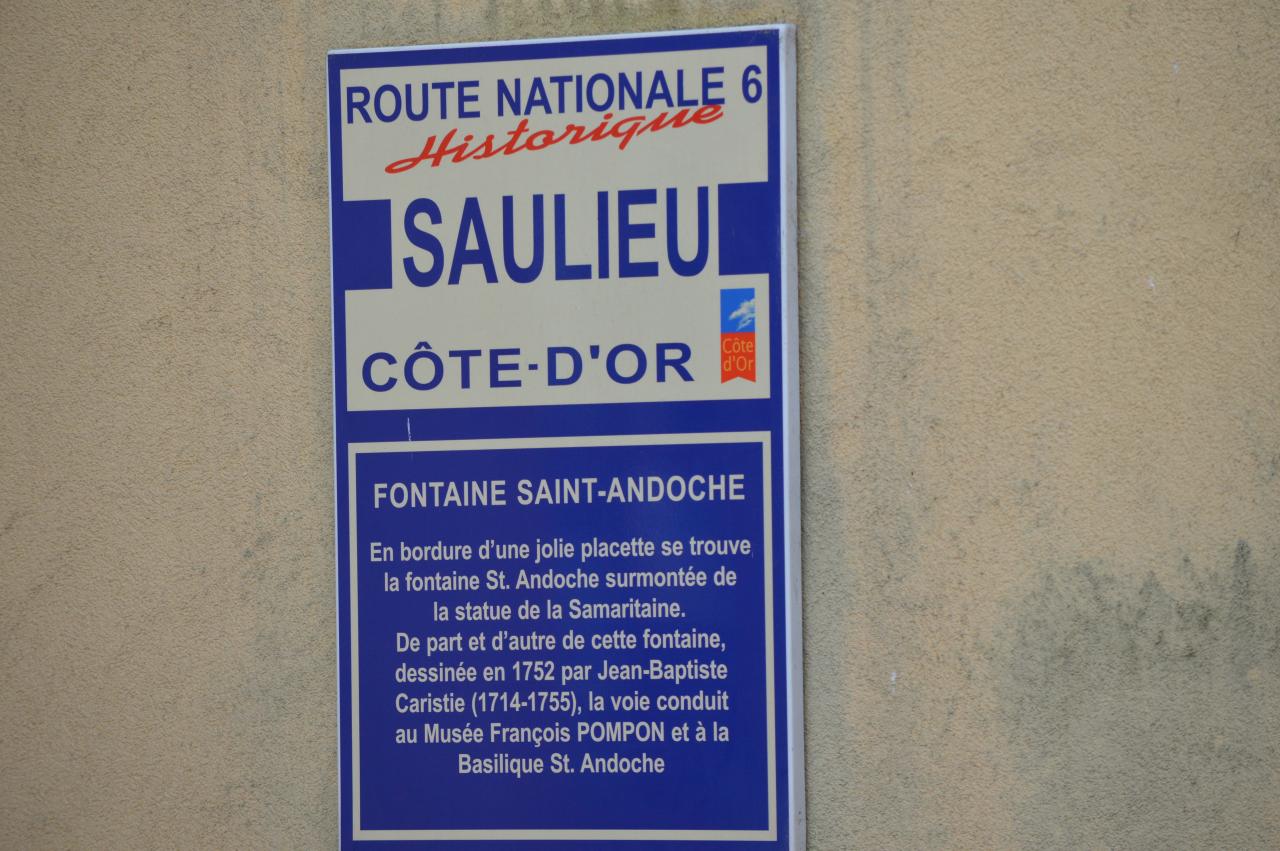 ROUTE NATIONALE 6
Historique
SAULIEU
CÔTE-D'OR
Côte
d'Or
FONTAINE SAINT-ANDOCHE
En bordure d'une jolie placette se trouve
la fontaine St. Andoche surmontée de
la statue de la Samaritaine.
De part et d'autre de cette fontaine,
dessinée en 1752 par Jean-Baptiste
Caristie (1714-1755), la voie conduit
au Musée François POMPON et à la
Basilique St. Andoche